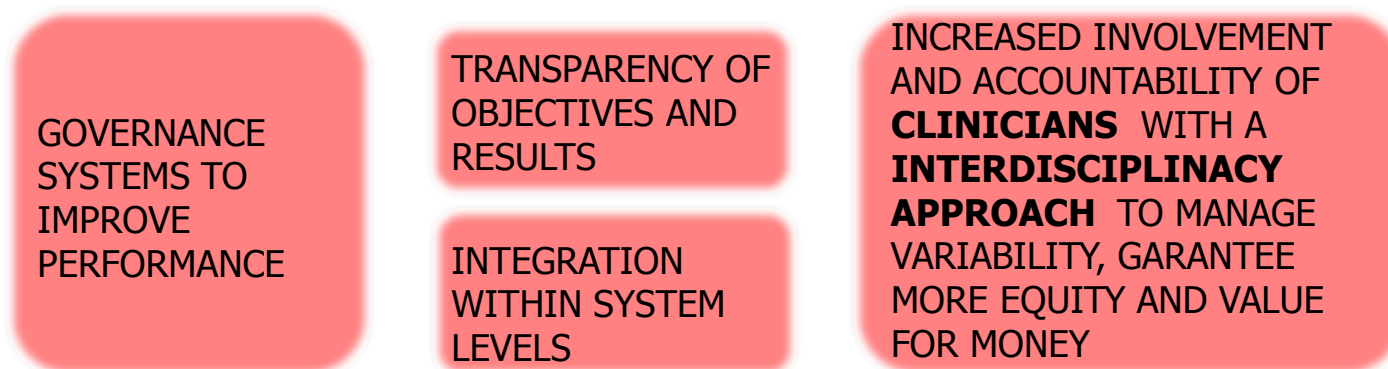 GOVERNANCE
SYSTEMS TO
IMPROVE
PERFORMANCE
TRANSPARENCY OF
OBJECTIVES AND
RESULTS
INTEGRATION
WITHIN SYSTEM
LEVELS
INCREASED INVOLVEMENT
AND ACCOUNTABILITY OF
CLINICIANS WITH A
INTERDISCIPLINACY
APPROACH TO MANAGE
VARIABILITY, GARANTEE
MORE EQUITY AND VALUE
FOR MONEY